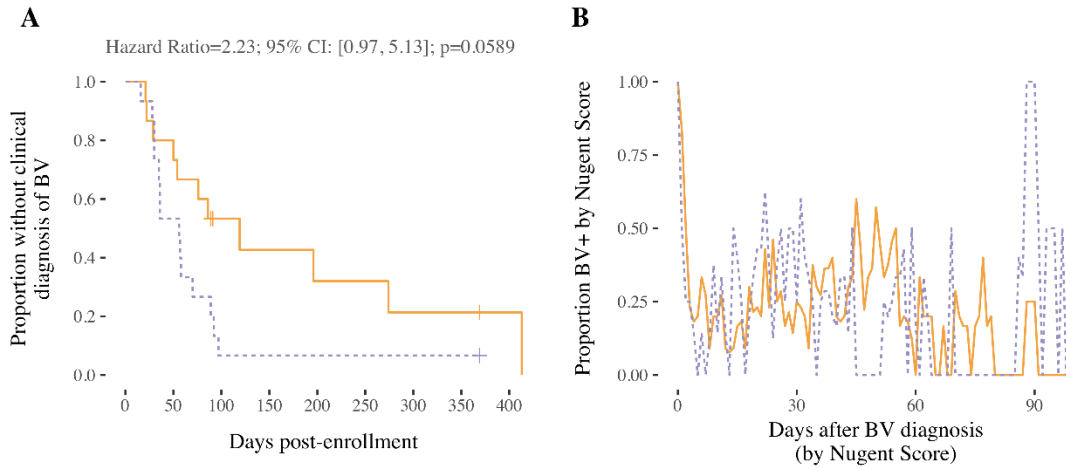 A
Hazard Ratio=2.23; 95% CI: [0.97, 5.13]; p=0.0589
Proportion without clinical
diagnosis of BV
1.0
0.8
0.6
0.4
0.2
0.0
0 50 100 150 200 250 300 350 400
Days post-enrollment
B
Proportion BV+ by Nugent Score
1.00
0.75
0.50
0.25
0.00
0 30 60 90
Days after BV diagnosis
(by Nugent Score)